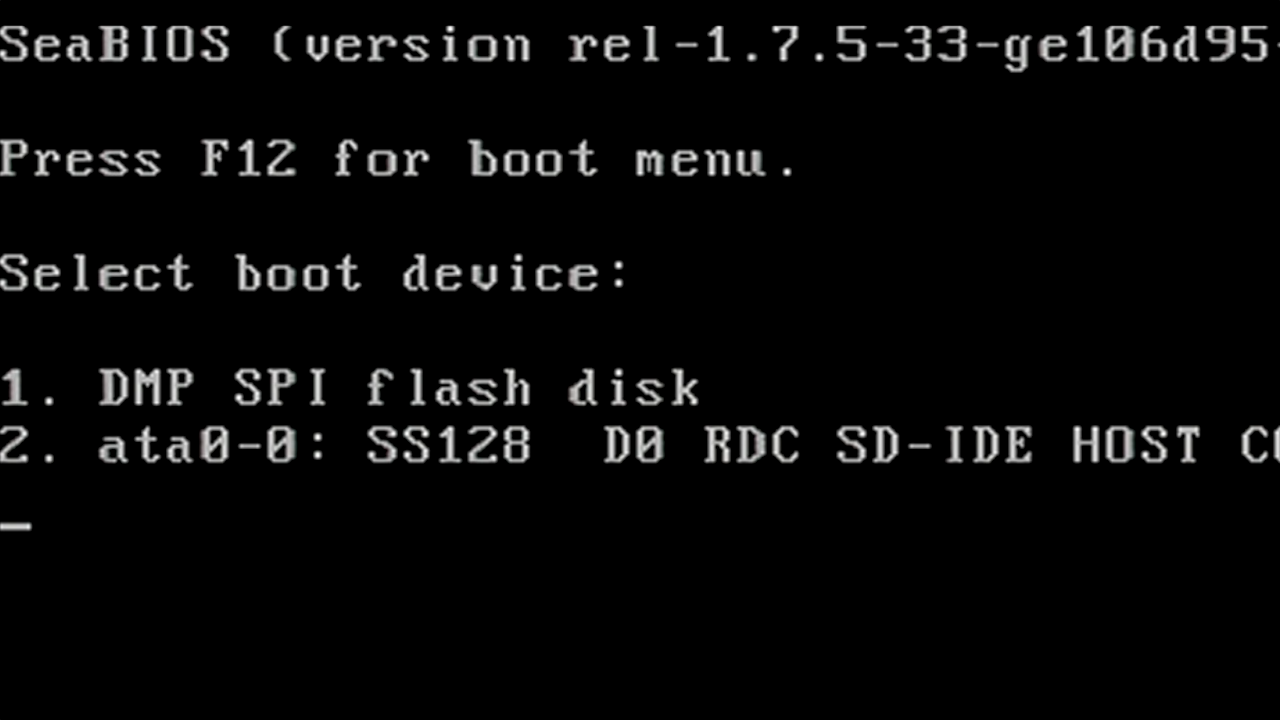 SeaBIOS (version rel-1.7.5-33-ge106d95-
Press F12 for boot menu.
Select boot device:
1. DMP SPI flash disk
2. ata0-0: SS128 D0 RDC SD-IDE HOST CO